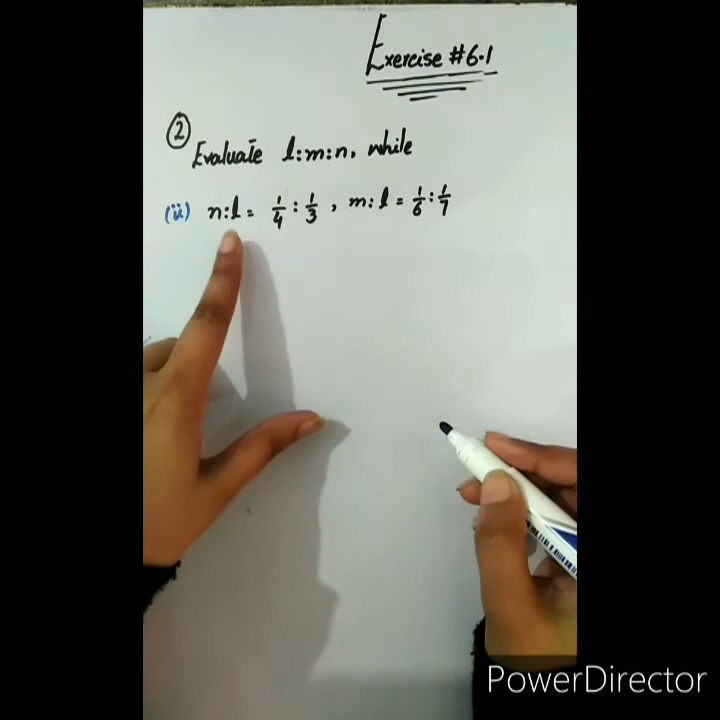 Exercise #6.1
② Evaluate l:m:n, while
(ii) n:l = 1/4 : 1/3 , m:l = 1/6 : 1/7
PowerDirector